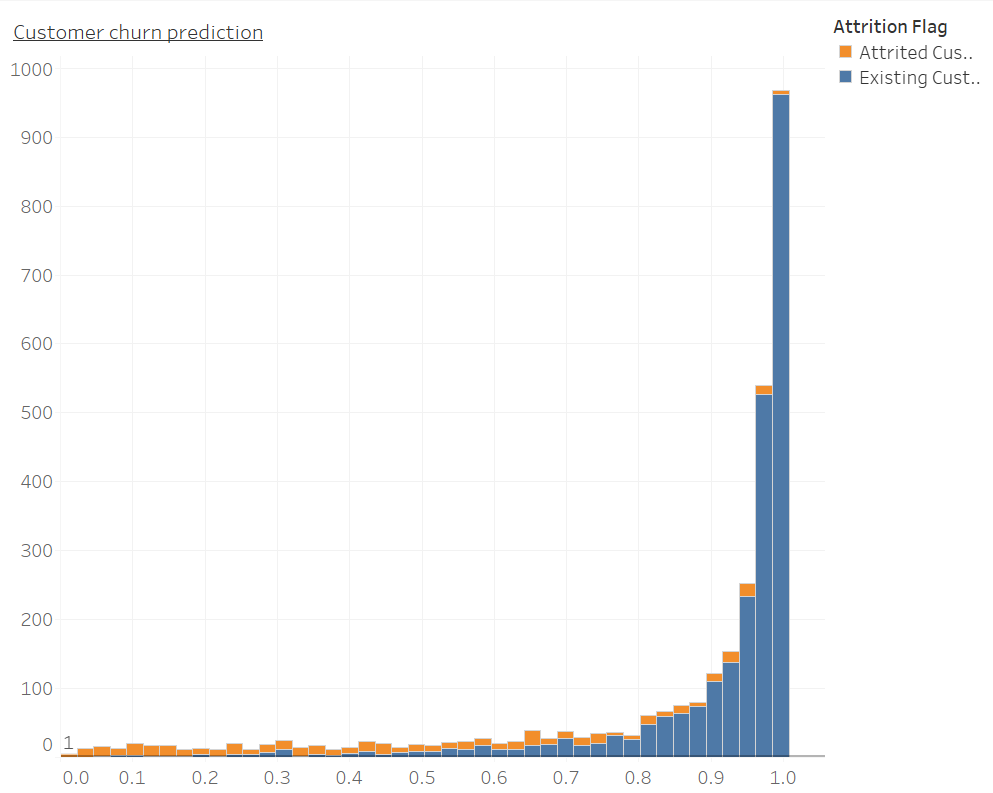 Customer churn prediction
Attrition Flag
Attrited Cus..
Existing Cust..
1000
900
800
700
600
500
400
300
200
100
0
1
0.0 0.1 0.2 0.3 0.4 0.5 0.6 0.7 0.8 0.9 1.0